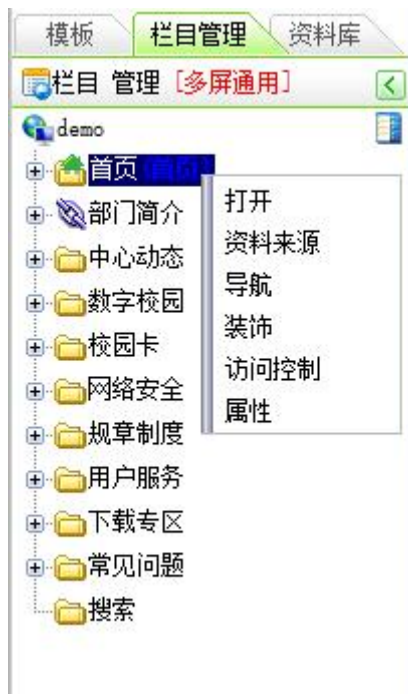 模板 栏目管理 资料库
栏目 管理 [多屏通用]
demo
首页 (首页)
部门简介
中心动态
数字校园
校园卡
网络安全
规章制度
用户服务
下载专区
常见问题
搜索
打开
资料来源
导航
装饰
访问控制
属性